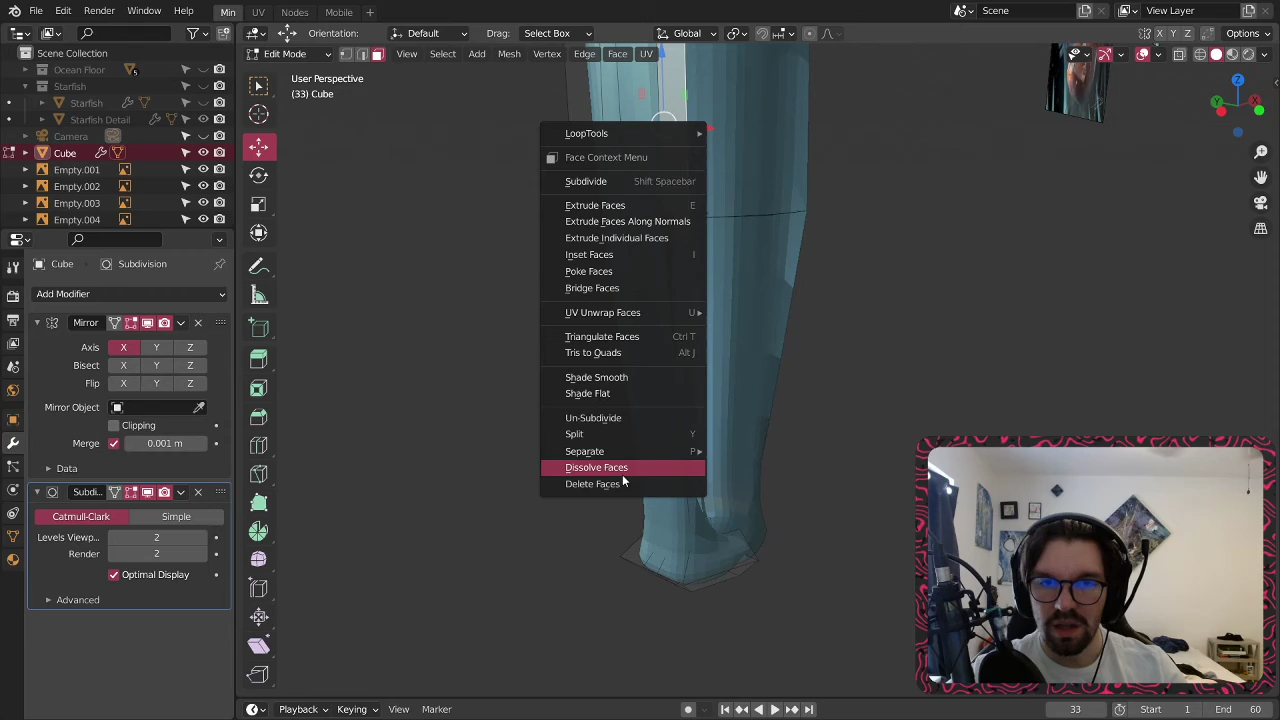 File Edit Render Window Help Min UV Nodes Mobile + Scene View Layer
Orientation: Default Drag: Select Box Global X Y Z Options
Edit Mode View Select Add Mesh Vertex Edge Face UV
Scene Collection
Ocean Floor 5
Starfish
Starfish
Starfish Detail
Camera
Cube
Empty.001
Empty.002
Empty.003
Empty.004
Cube Subdivision
Add Modifier
Mirror
Axis X Y Z
Bisect X Y Z
Flip X Y Z
Mirror Object
Clipping
Merge 0.001 m
Data
Subdi...
Catmull-Clark Simple
Levels Viewp... 2
Render 2
Optimal Display
Advanced
User Perspective
(33) Cube
LoopTools
Face Context Menu
Subdivide Shift Spacebar
Extrude Faces E
Extrude Faces Along Normals
Extrude Individual Faces
Inset Faces I
Poke Faces
Bridge Faces
UV Unwrap Faces U
Triangulate Faces Ctrl T
Tris to Quads Alt J
Shade Smooth
Shade Flat
Un-Subdivide
Split Y
Separate P
Dissolve Faces
Delete Faces
Z
Y X
Playback Keying View Marker 33 Start 1 End 60